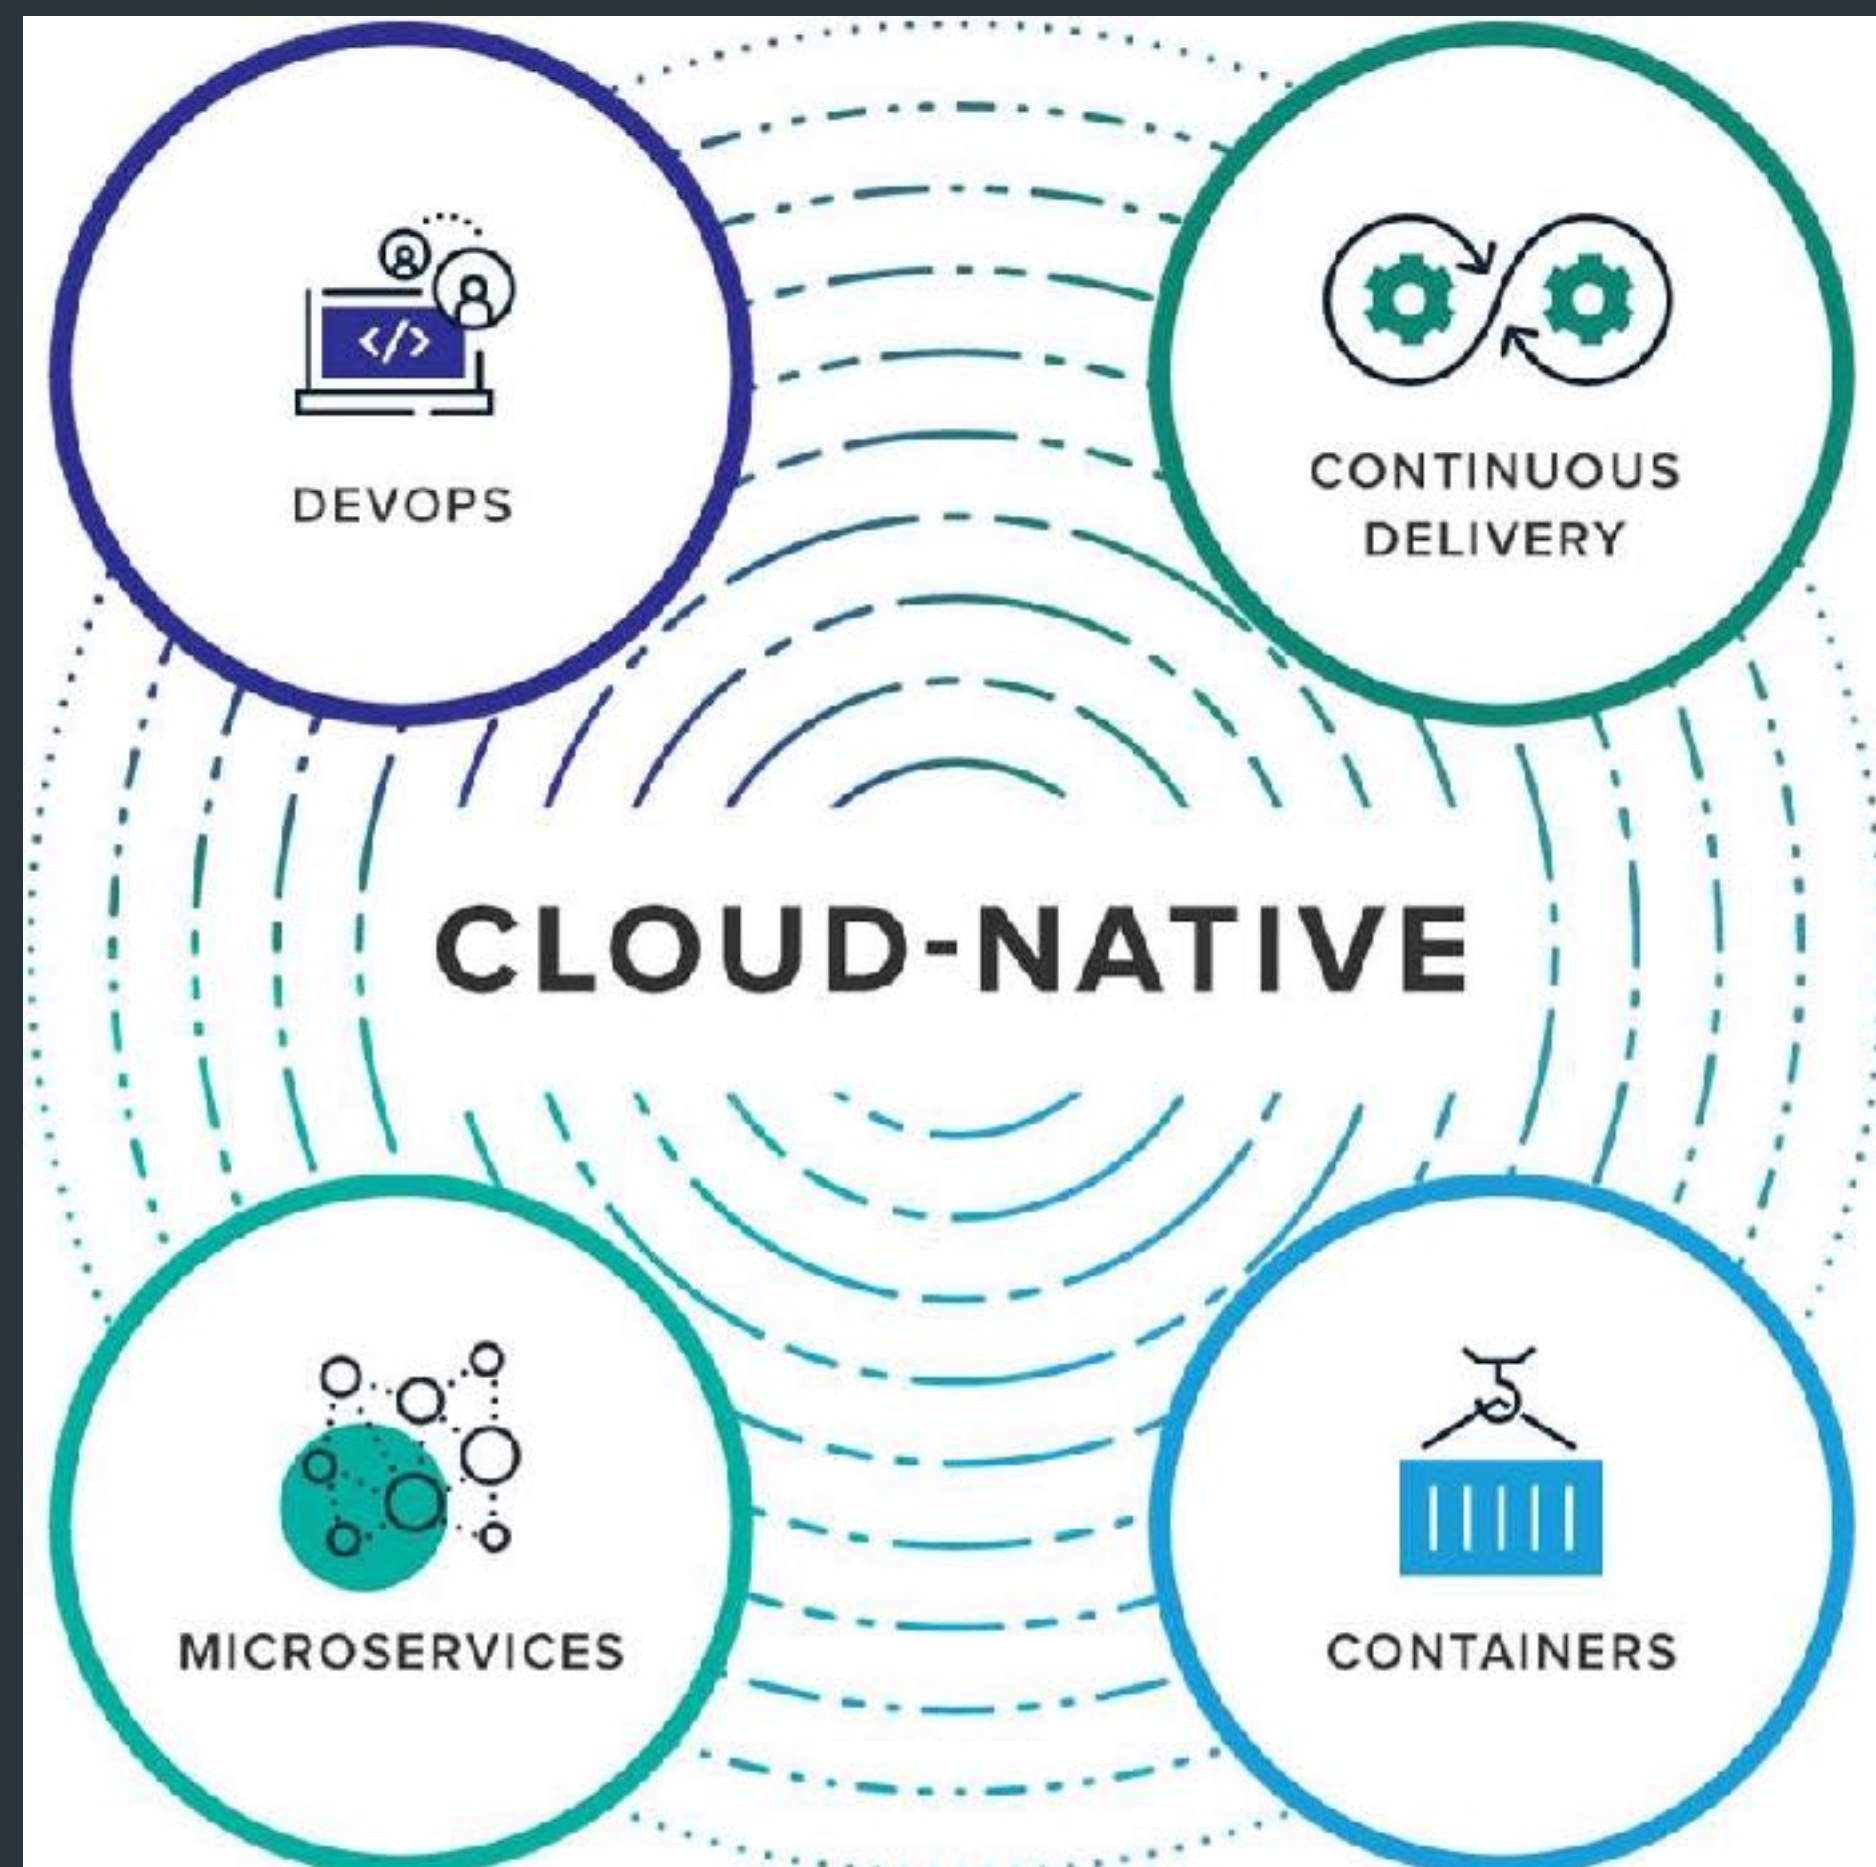 DEVOPS
CONTINUOUS
DELIVERY
</>
CLOUD-NATIVE
MICROSERVICES
CONTAINERS